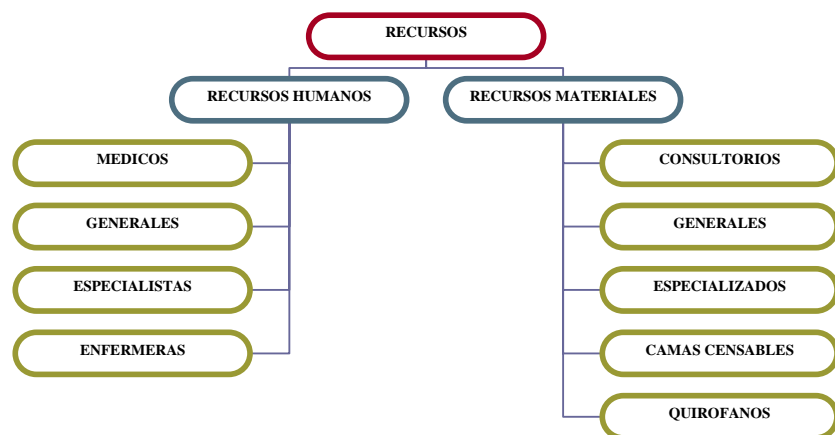 RECURSOS
RECURSOS HUMANOS
RECURSOS MATERIALES
MEDICOS
GENERALES
ESPECIALISTAS
ENFERMERAS
CONSULTORIOS
GENERALES
ESPECIALIZADOS
CAMAS CENSABLES
QUIROFANOS